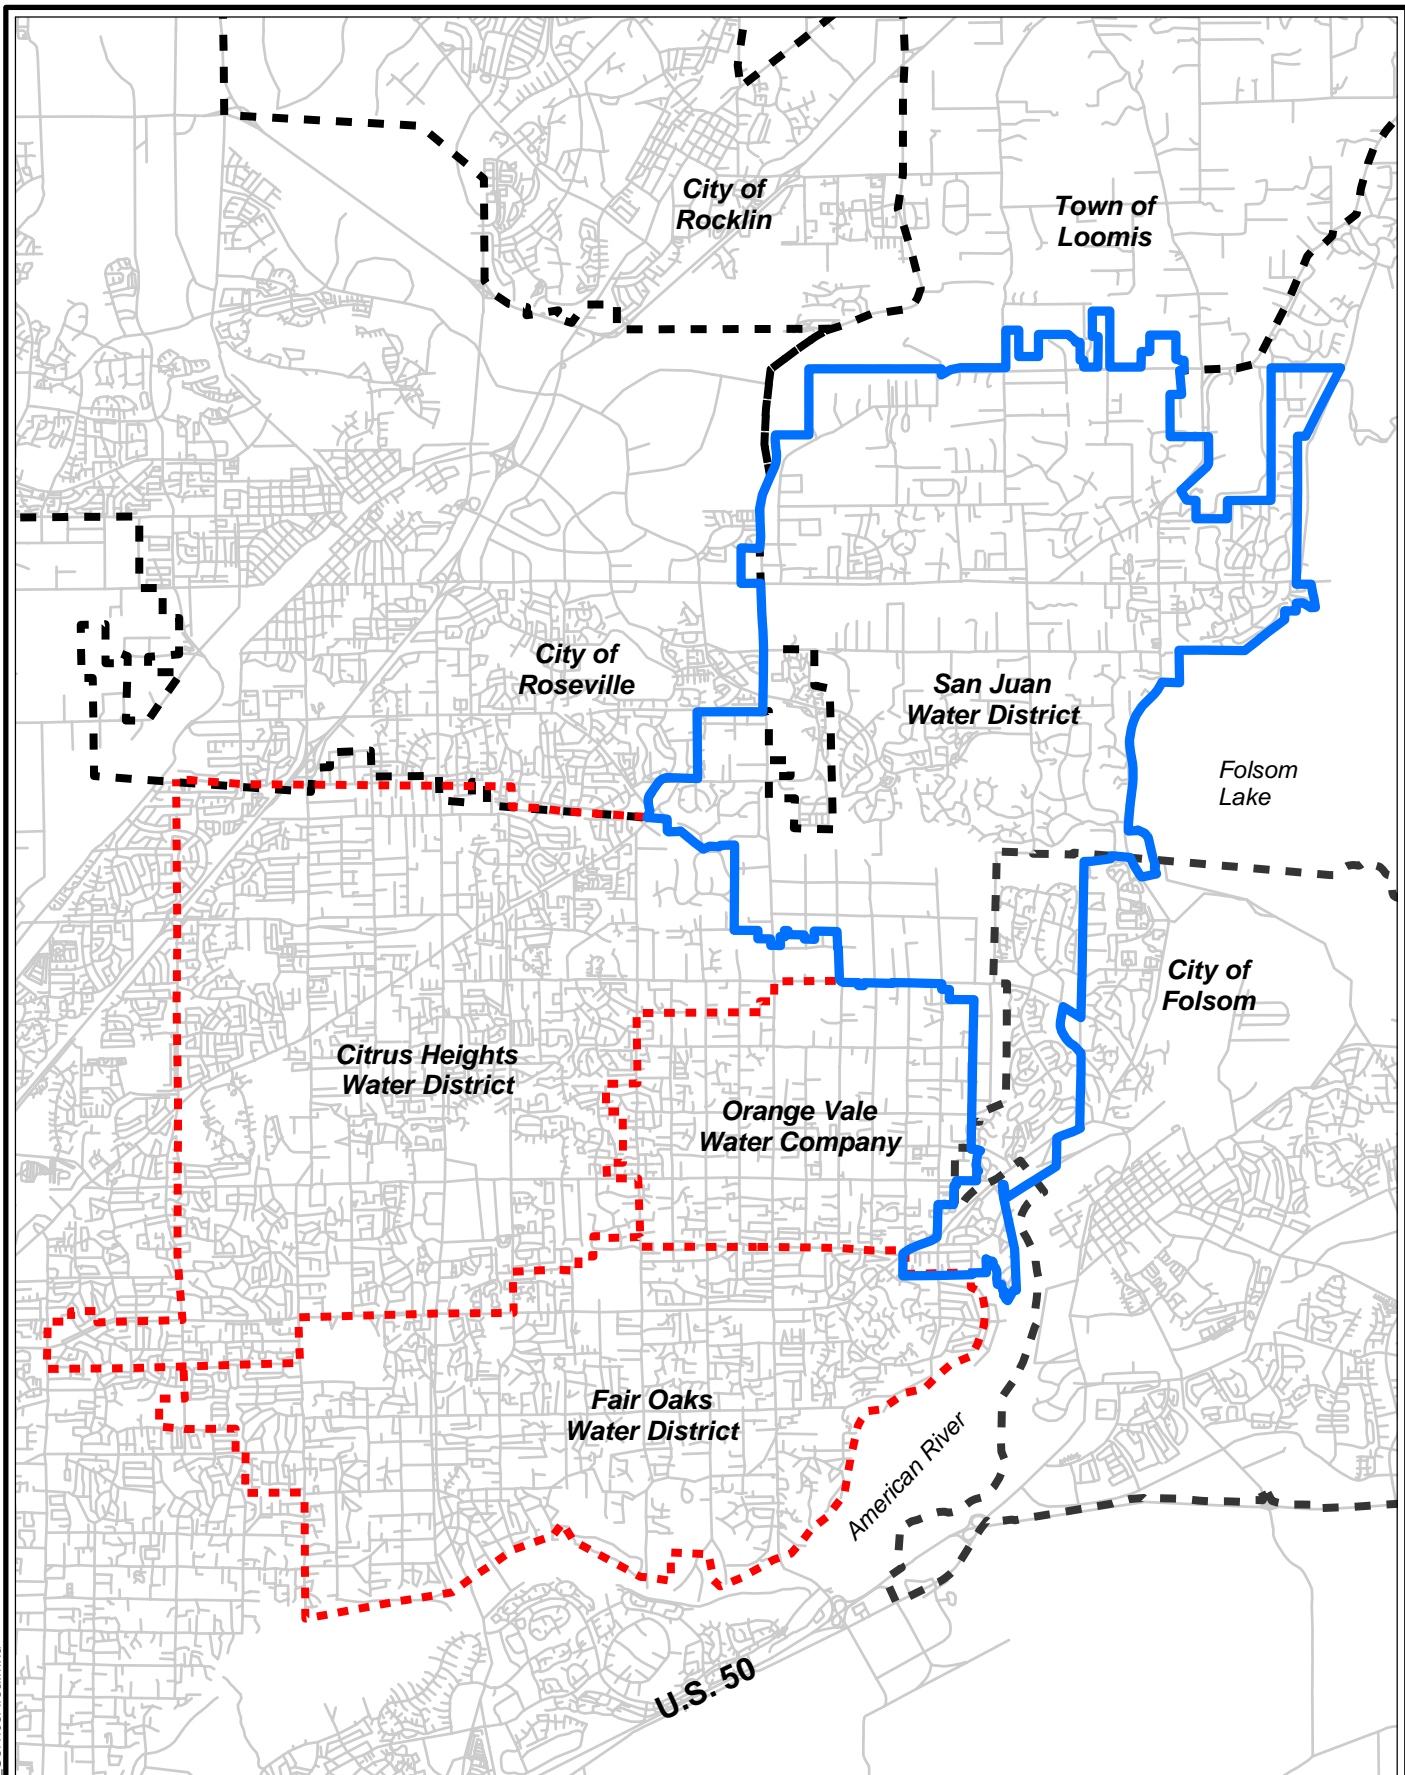 City of
Rocklin
Town of
Loomis
City of
Roseville
San Juan
Water District
Folsom
Lake
City of
Folsom
Citrus Heights
Water District
Orange Vale
Water Company
Fair Oaks
Water District
American River
U.S. 50